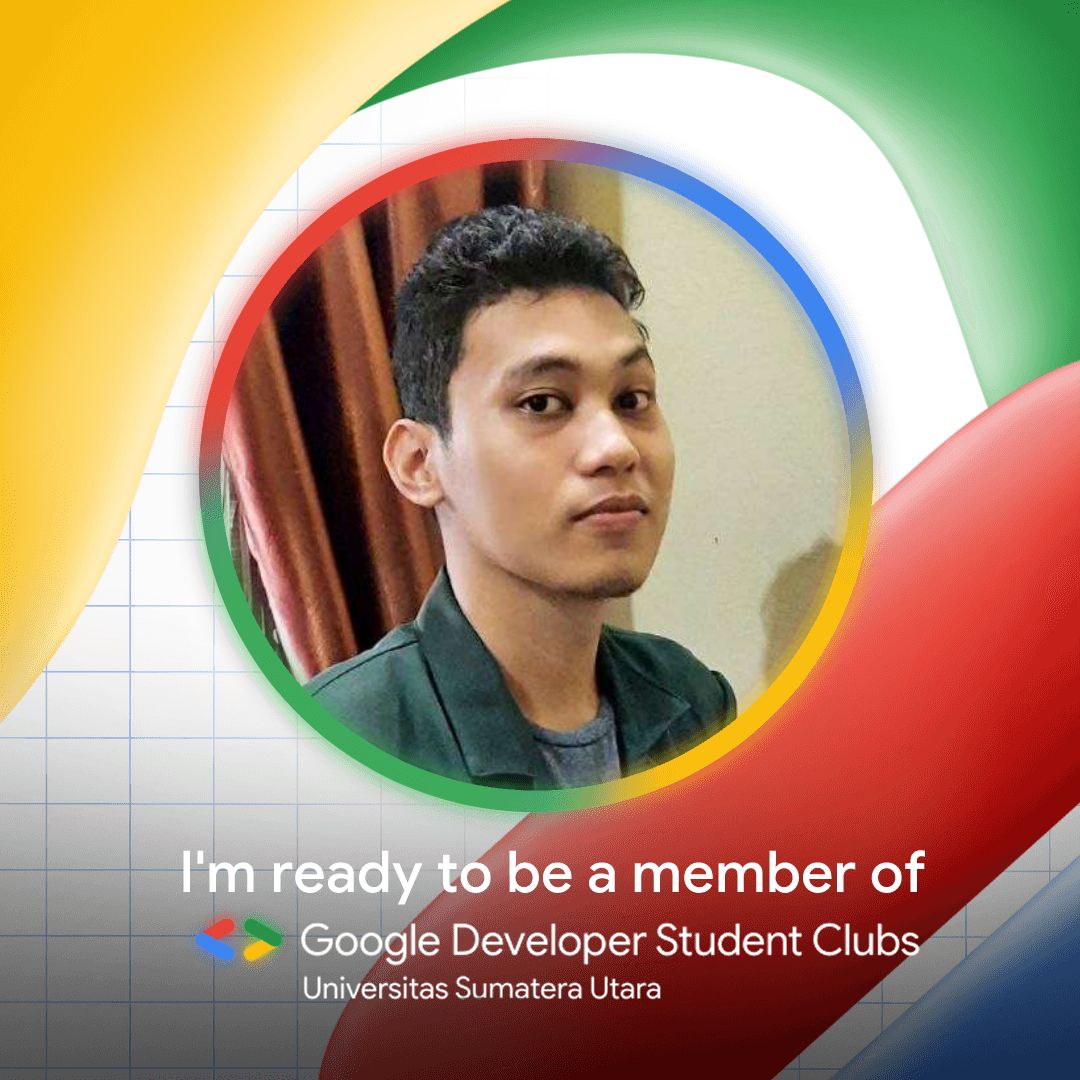 I'm ready to be a member of
Google Developer Student Clubs
Universitas Sumatera Utara